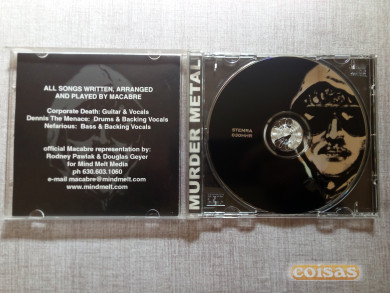 ALL SONGS WRITTEN, ARRANGED
AND PLAYED BY MACABRE
Corporate Death: Guitar & Vocals
Dennis The Menace: Drums & Backing Vocals
Nefarious: Bass & Backing Vocals
official Macabre representation by:
Rodney Pawlak & Douglas Geyer
for Mind Melt Media
ph 630.603.1060
e-mail macabre@mindmelt.com
www.mindmelt.com
MURDER METAL
coisas